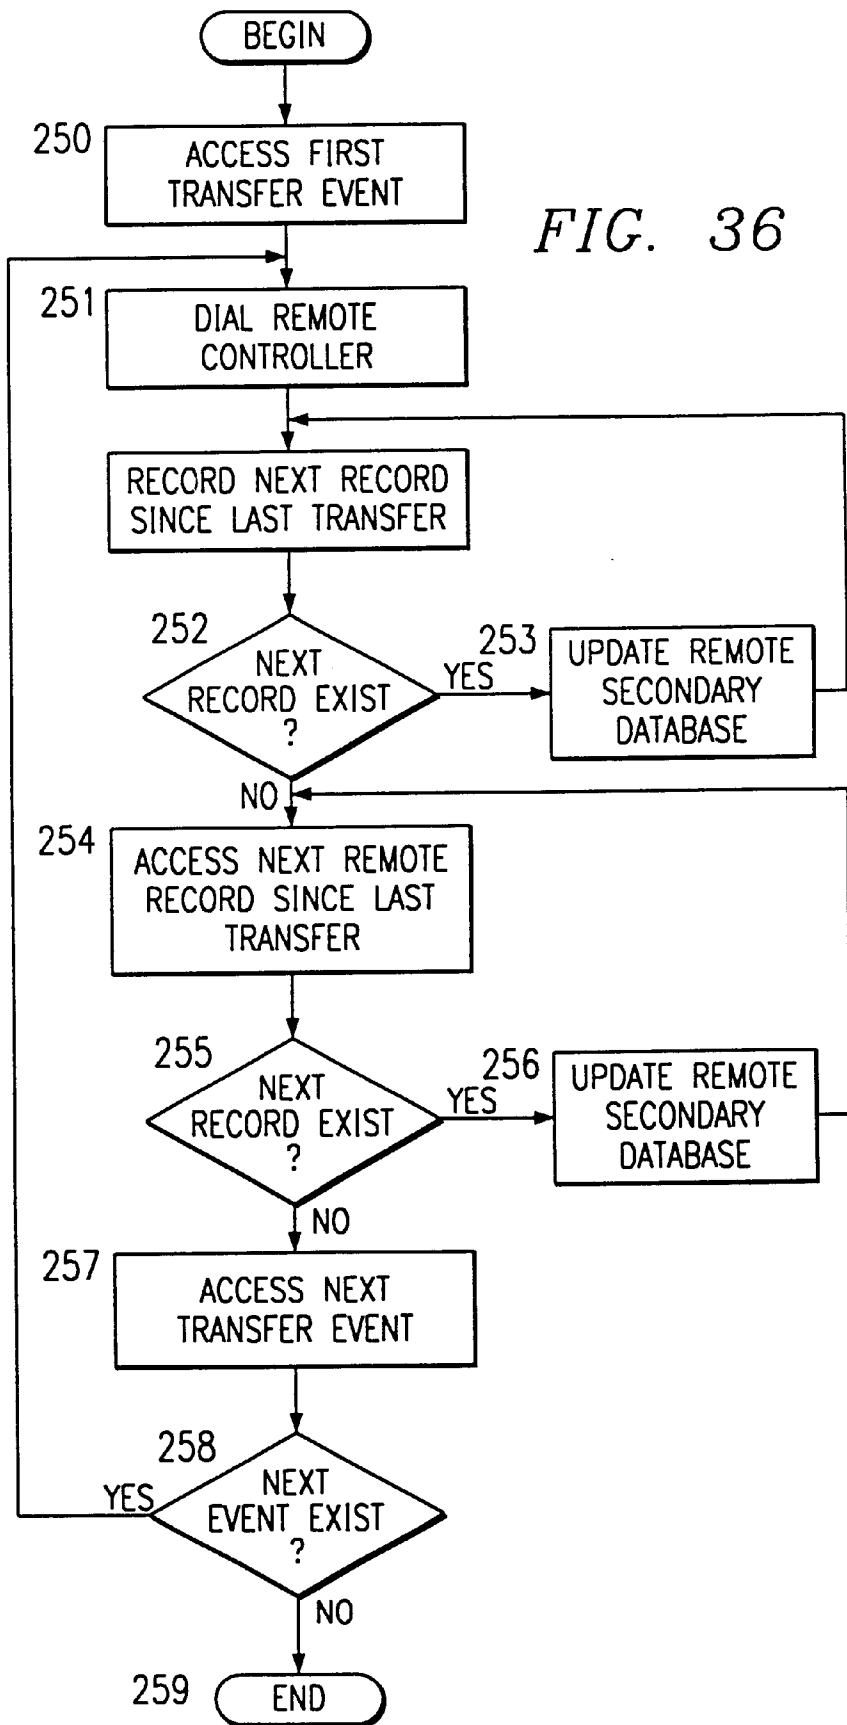 BEGIN
250
ACCESS FIRST
TRANSFER EVENT
FIG. 36
251
DIAL REMOTE
CONTROLLER
RECORD NEXT RECORD
SINCE LAST TRANSFER
252
NEXT
RECORD EXIST
?
YES
253
UPDATE REMOTE
SECONDARY
DATABASE
NO
254
ACCESS NEXT REMOTE
RECORD SINCE LAST
TRANSFER
255
NEXT
RECORD EXIST
?
YES
256
UPDATE REMOTE
SECONDARY
DATABASE
NO
257
ACCESS NEXT
TRANSFER EVENT
258
YES
NEXT
EVENT EXIST
?
NO
259
END